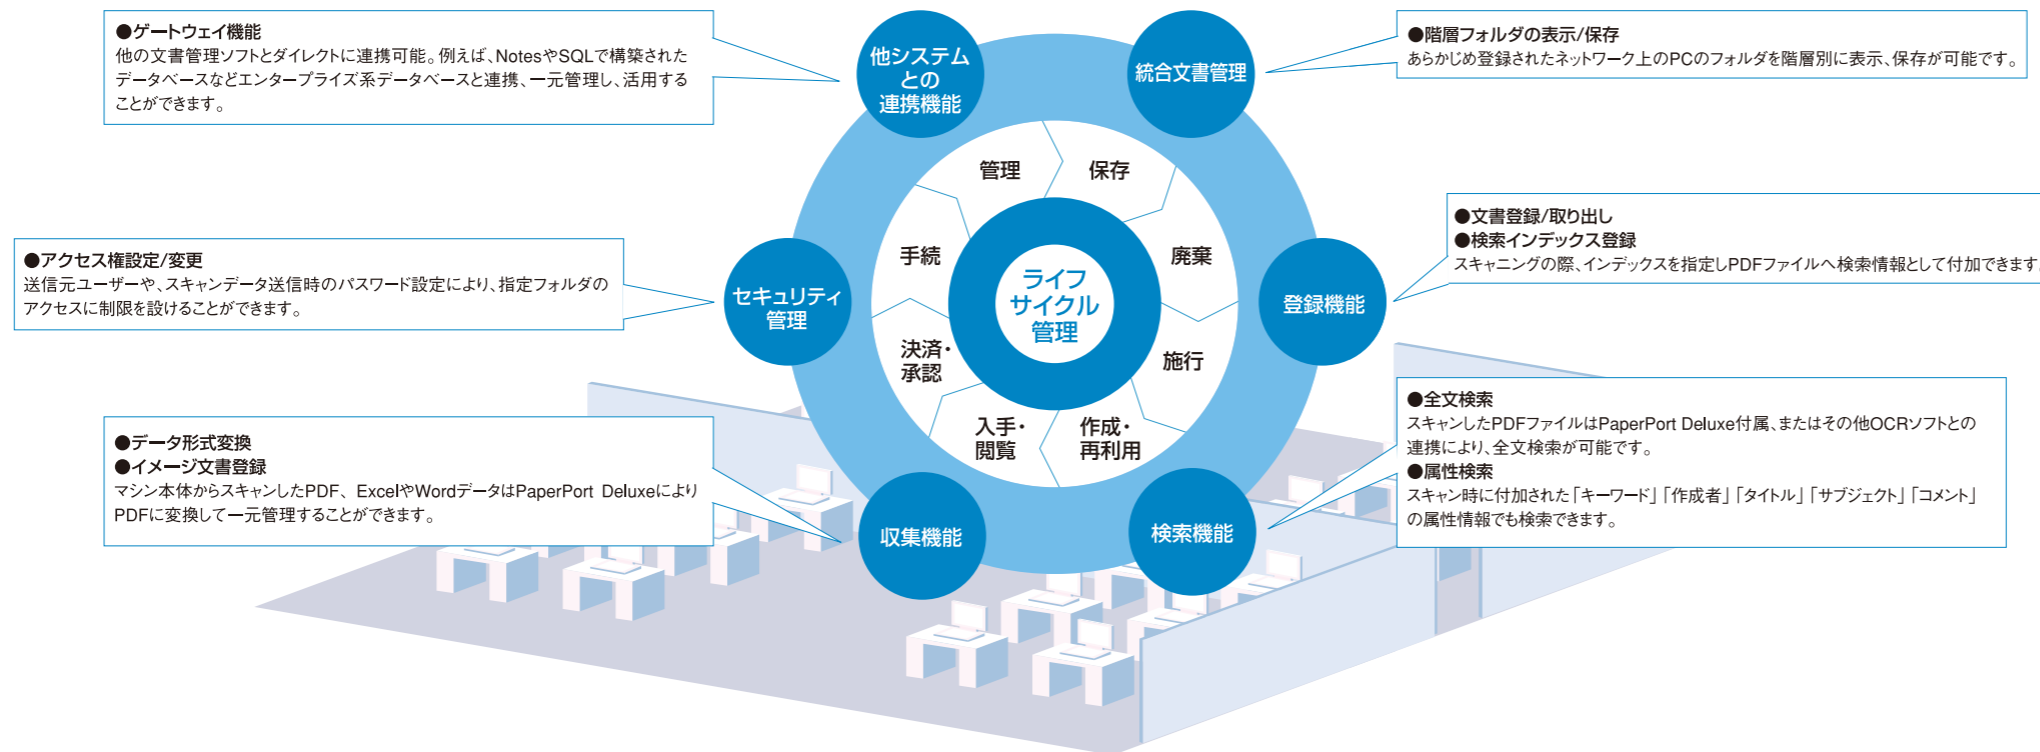 ●ゲートウェイ機能
他の文書管理ソフトとダイレクトに連携可能。例えば、NotesやSQLで構築された
データベースなどエンタープライズ系データベースと連携、一元管理し、活用する
ことができます。
他システム
との
連携機能
統合文書管理
●階層フォルダの表示/保存
あらかじめ登録されたネットワーク上のPCのフォルダを階層別に表示、保存が可能です。
●アクセス権設定/変更
送信元ユーザーや、スキャンデータ送信時のパスワード設定により、指定フォルダの
アクセスに制限を設けることができます。
セキュリティ
管理
登録機能
●文書登録/取り出し
●検索インデックス登録
スキャニングの際、インデックスを指定しPDFファイルへ検索情報として付加できます。
管理
保存
廃棄
施行
作成・
再利用
入手・
閲覧
決済・
承認
手続
ライフ
サイクル
管理
●データ形式変換
●イメージ文書登録
マシン本体からスキャンしたPDF、ExcelやWordデータはPaperPort Deluxeにより
PDFに変換して一元管理することができます。
収集機能
検索機能
●全文検索
スキャンしたPDFファイルはPaperPort Deluxe付属、またはその他OCRソフトとの
連携により、全文検索が可能です。
●属性検索
スキャン時に付加された「キーワード」「作成者」「タイトル」「サブジェクト」「コメント」
の属性情報でも検索できます。